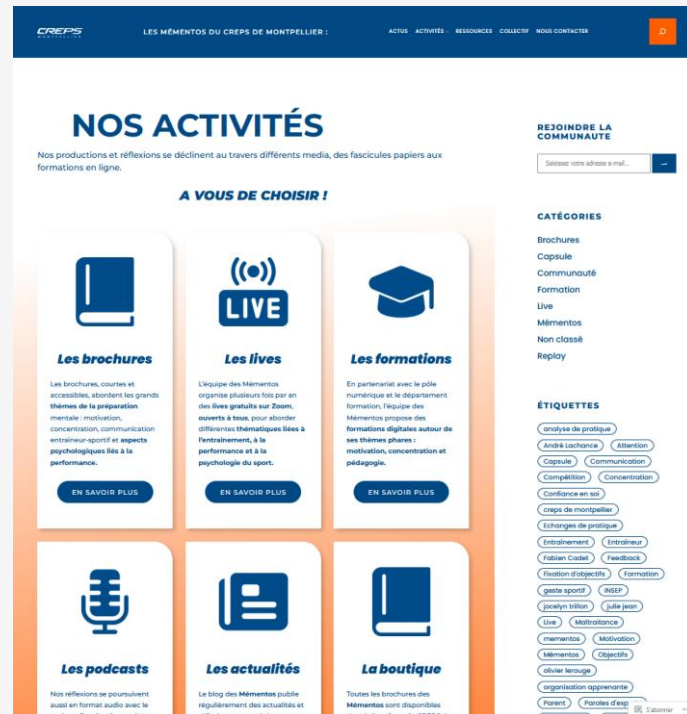 CREPS
MONTPELLIER
LES MÉMENTOS DU CREPS DE MONTPELLIER :
ACTUS ACTIVITÉS RESSOURCES COLLECTIF NOUS CONTACTER
NOS ACTIVITÉS
Nos productions et réflexions se déclinent au travers différents media, des fascicules papiers aux
formations en ligne.
A VOUS DE CHOISIR !
Les brochures
Les brochures, courtes et
accessibles, abordent les grands
thèmes de la préparation
mentale : motivation,
concentration, communication
entraîneur-sportif et aspects
psychologiques liés à la
performance.
EN SAVOIR PLUS
LIVE
Les lives
L'équipe des Mémentos
organise plusieurs fois par an
des lives gratuits sur Zoom,
ouverts à tous, pour aborder
différentes thématiques liées à
l'entrainement, à la
performance et à la
psychologie du sport.
EN SAVOIR PLUS
Les formations
En partenariat avec le pôle
numérique et le département
formation, l'équipe des
Mémentos propose des
formations digitales autour de
ses thèmes phares :
motivation, concentration et
pédagogie.
EN SAVOIR PLUS
Les podcasts
Nos réflexions se poursuivent
aussi en format audio avec le
Les actualités
Le blog des Mémentos publie
régulièrement des actualités et
La boutique
Toutes les brochures des
Mémentos sont disponibles
REJOINDRE LA
COMMUNAUTE
Saisissez votre adresse e-mail…
CATÉGORIES
Brochures
Capsule
Communauté
Formation
Live
Mémentos
Non classé
Replay
ÉTIQUETTES
analyse de pratique
André Lachance Attention
Capsule Communication
Compétition Concentration
Confiance en soi
creps de montpellier
Echanges de pratique
Entraînement Entraineur
Fabien Cadet Feedback
Fixation d'objectifs Formation
geste sportif INSEP
jocelyn trillon julie jean
Live Maltraitance
mementos Motivation
Mémentos Objectifs
olivier lerouge
organisation apprenante
Parent Paroles d'exp
S'abonner